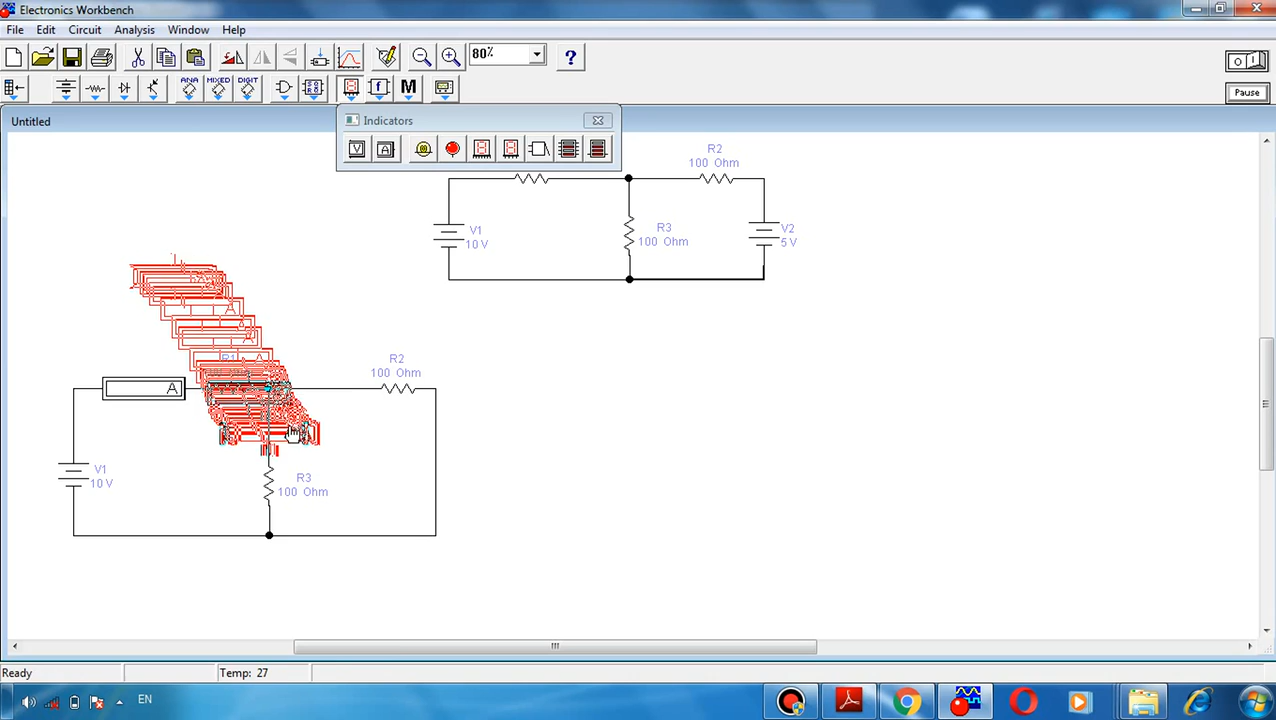 Electronics Workbench
File Edit Circuit Analysis Window Help
80% ?
ANA MIXED DIGIT M
Pause
Untitled
Indicators
V A
R2
100 Ohm
V1
10 V
R3
100 Ohm
V2
5 V
R1
R2
100 Ohm
A
V1
10 V
R3
100 Ohm
Ready Temp: 27
EN